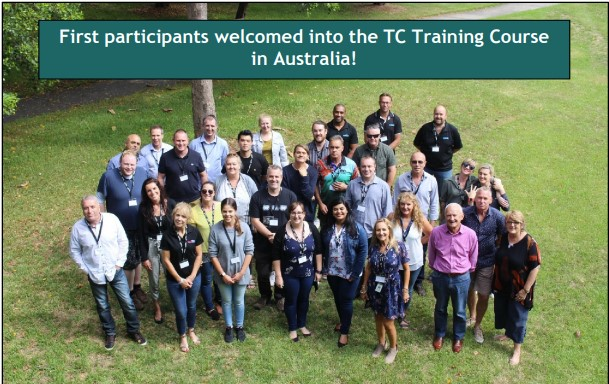 First participants welcomed into the TC Training Course
in Australia!